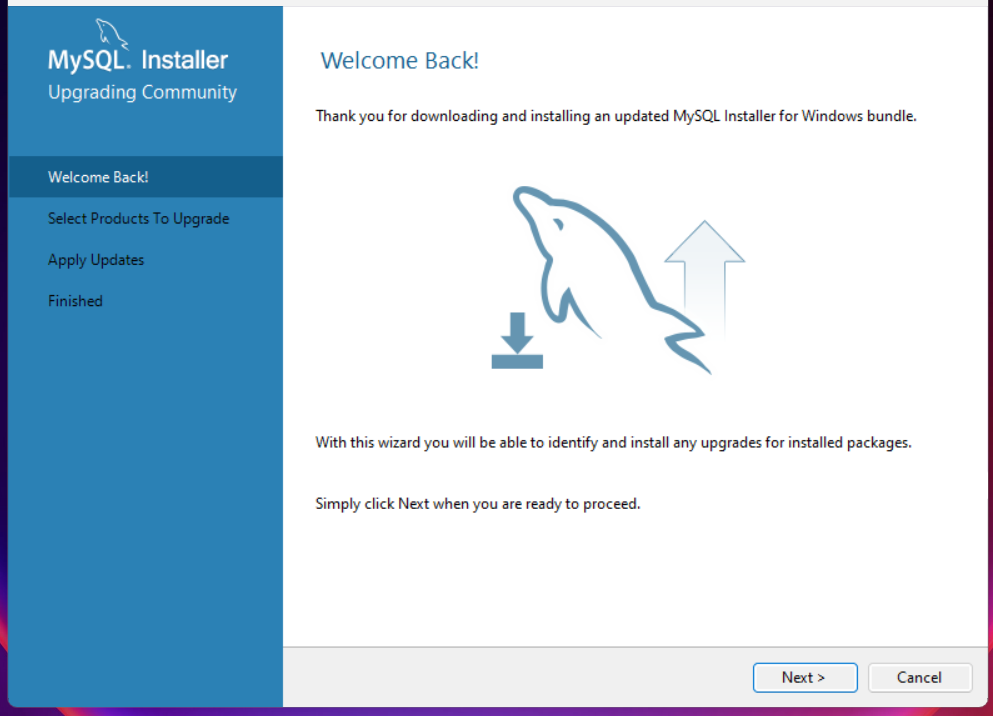 MySQL. Installer
Upgrading Community
Welcome Back!
Select Products To Upgrade
Apply Updates
Finished
Welcome Back!
Thank you for downloading and installing an updated MySQL Installer for Windows bundle.
With this wizard you will be able to identify and install any upgrades for installed packages.
Simply click Next when you are ready to proceed.
Next >
Cancel